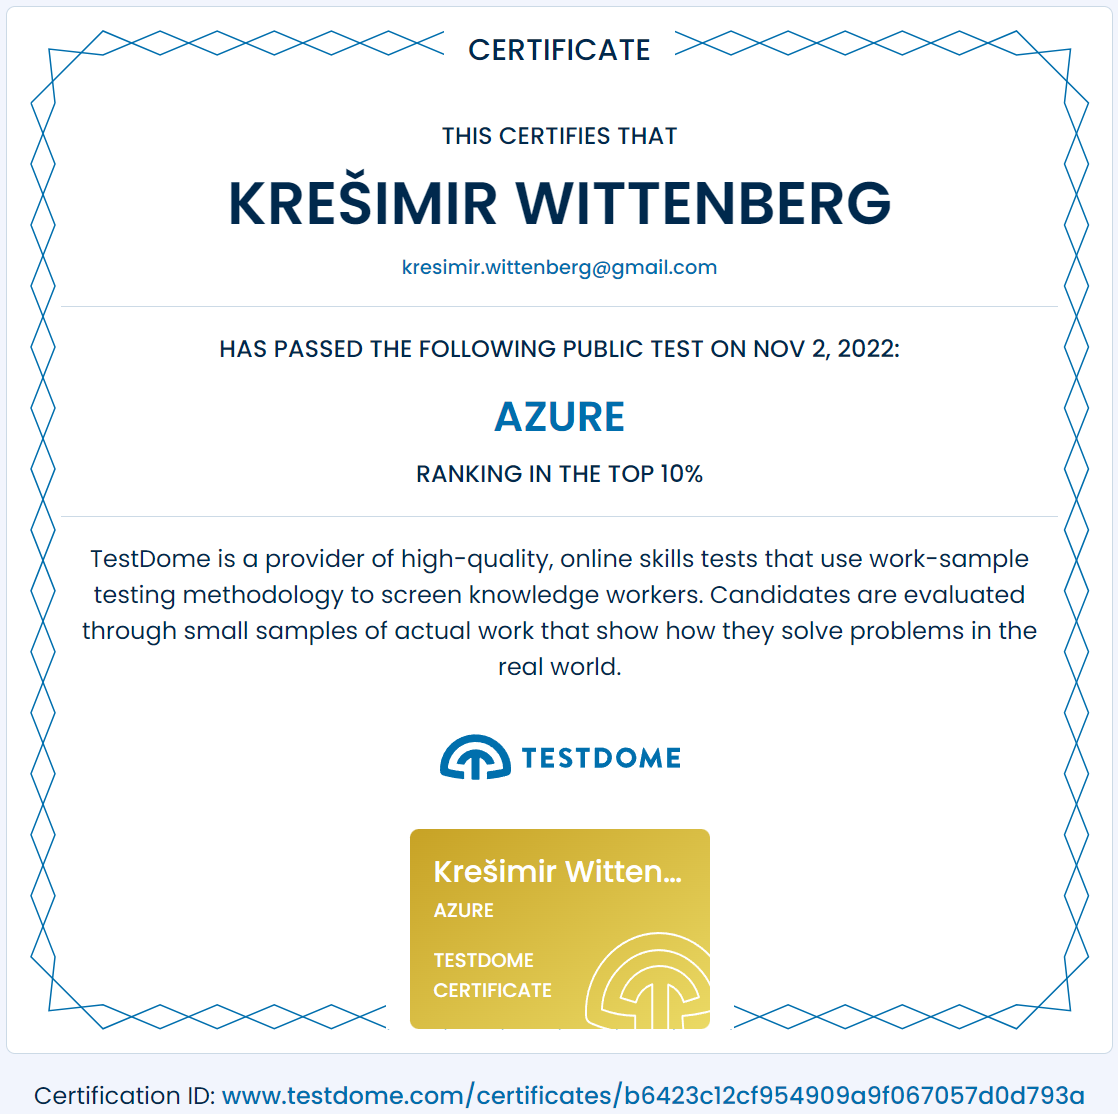 CERTIFICATE
THIS CERTIFIES THAT
KREŠIMIR WITTENBERG
kresimir.wittenberg@gmail.com
HAS PASSED THE FOLLOWING PUBLIC TEST ON NOV 2, 2022:
AZURE
RANKING IN THE TOP 10%
TestDome is a provider of high-quality, online skills tests that use work-sample
testing methodology to screen knowledge workers. Candidates are evaluated
through small samples of actual work that show how they solve problems in the
real world.
TESTDOME
Krešimir Witten...
AZURE
TESTDOME
CERTIFICATE
Certification ID: www.testdome.com/certificates/b6423c12cf954909a9f067057d0d793a